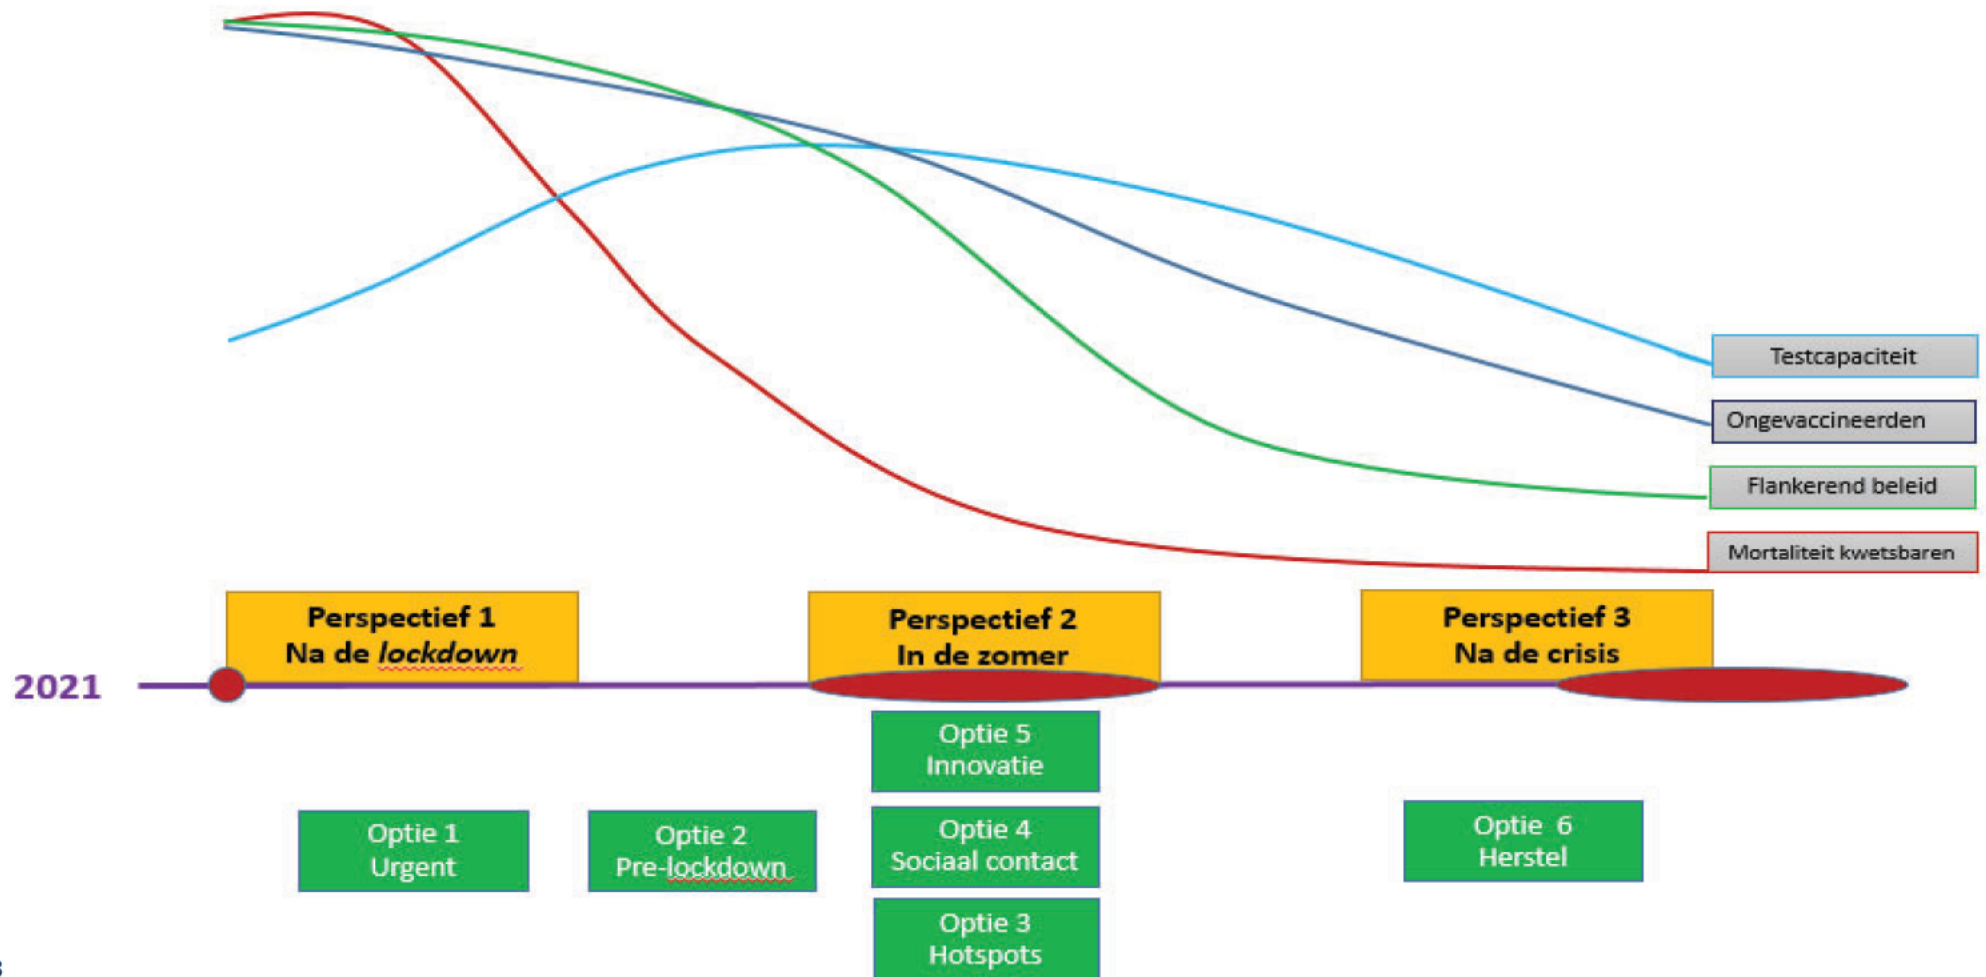 Testcapaciteit
Ongevaccineerden
Flankerend beleid
Mortaliteit kwetsbaren
Perspectief 1
Na de lockdown
Perspectief 2
In de zomer
Perspectief 3
Na de crisis
2021
Optie 5
Innovatie
Optie 1
Urgent
Optie 2
Pre-lockdown
Optie 4
Sociaal contact
Optie 6
Herstel
Optie 3
Hotspots